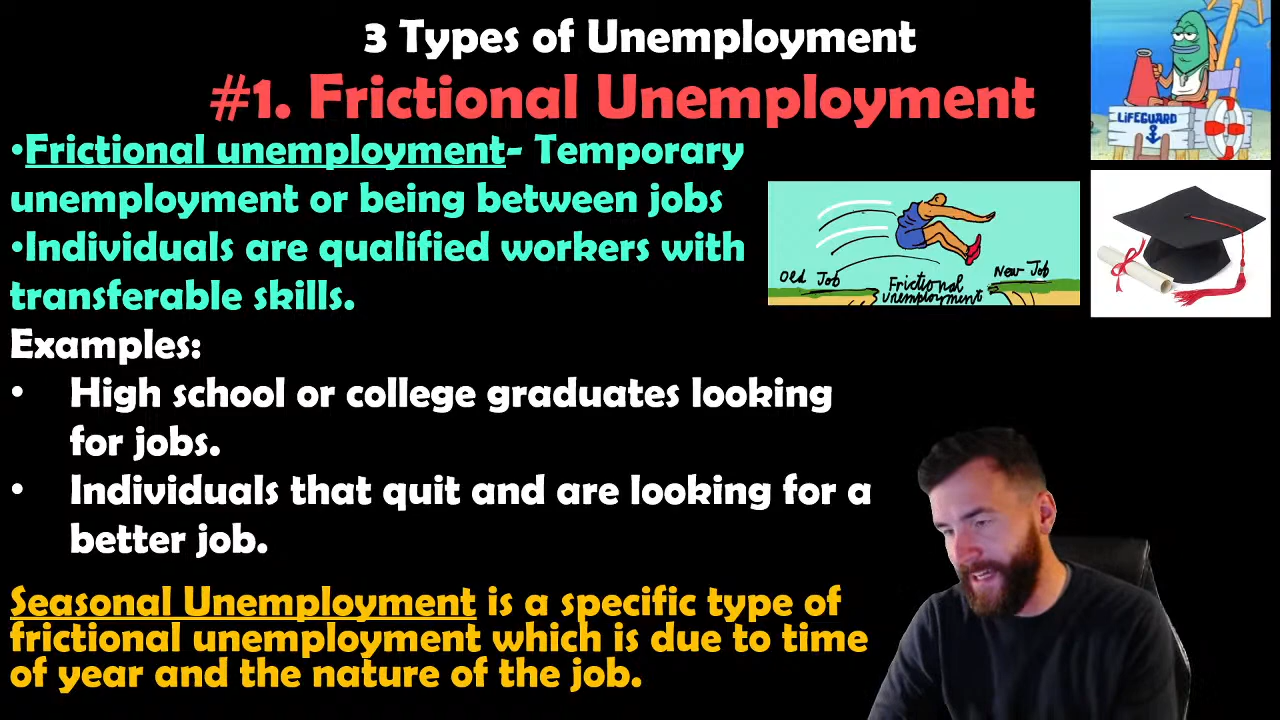 3 Types of Unemployment
#1. Frictional Unemployment
•Frictional unemployment- Temporary
unemployment or being between jobs
•Individuals are qualified workers with
transferable skills.
Examples:
• High school or college graduates looking
for jobs.
• Individuals that quit and are looking for a
better job.
Seasonal Unemployment is a specific type of
frictional unemployment which is due to time
of year and the nature of the job.
LiFEGUARD
Old Job
Frictional
unemployment
New Job